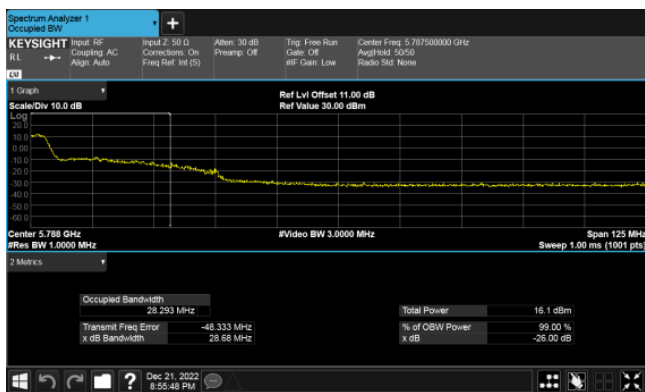 Spectrum Analyzer 1
Occupied BW
+
KEYSIGHT Input: RF Input Z: 50 Ω Atten: 30 dB Trig: Free Run Center Freq: 5.787500000 GHz
RL Coupling: AC Corrections: On Preamp: Off Gate: Off Avg|Hold: 50/50
Align: Auto Freq Ref: Int (S) #IF Gain: Low Radio Std: None
LXI
1 Graph
Ref Lvl Offset 11.00 dB
Scale/Div 10.0 dB Ref Value 30.00 dBm
Log
20.0
10.0
0.00
-10.0
-20.0
-30.0
-40.0
-50.0
-60.0
Center 5.788 GHz #Video BW 3.0000 MHz Span 125 MHz
#Res BW 1.0000 MHz Sweep 1.00 ms (1001 pts)
2 Metrics
Occupied Bandwidth
28.293 MHz Total Power 16.1 dBm
Transmit Freq Error -48.333 MHz % of OBW Power 99.00 %
x dB Bandwidth 28.68 MHz x dB -26.00 dB
? Dec 21, 2022
8:55:48 PM